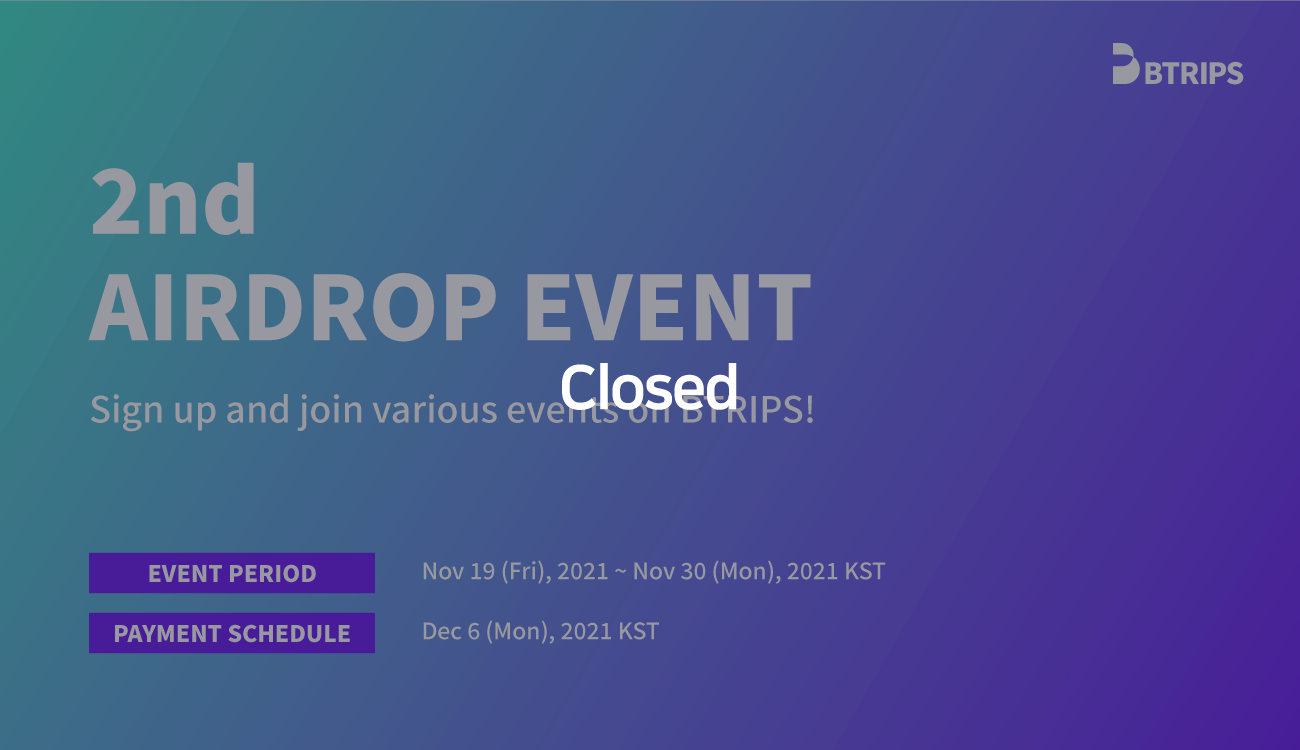 BTRIPS
2nd
AIRDROP EVENT
Closed
Sign up and join various events on BTRIPS!
EVENT PERIOD
Nov 19 (Fri), 2021 ~ Nov 30 (Mon), 2021 KST
PAYMENT SCHEDULE
Dec 6 (Mon), 2021 KST